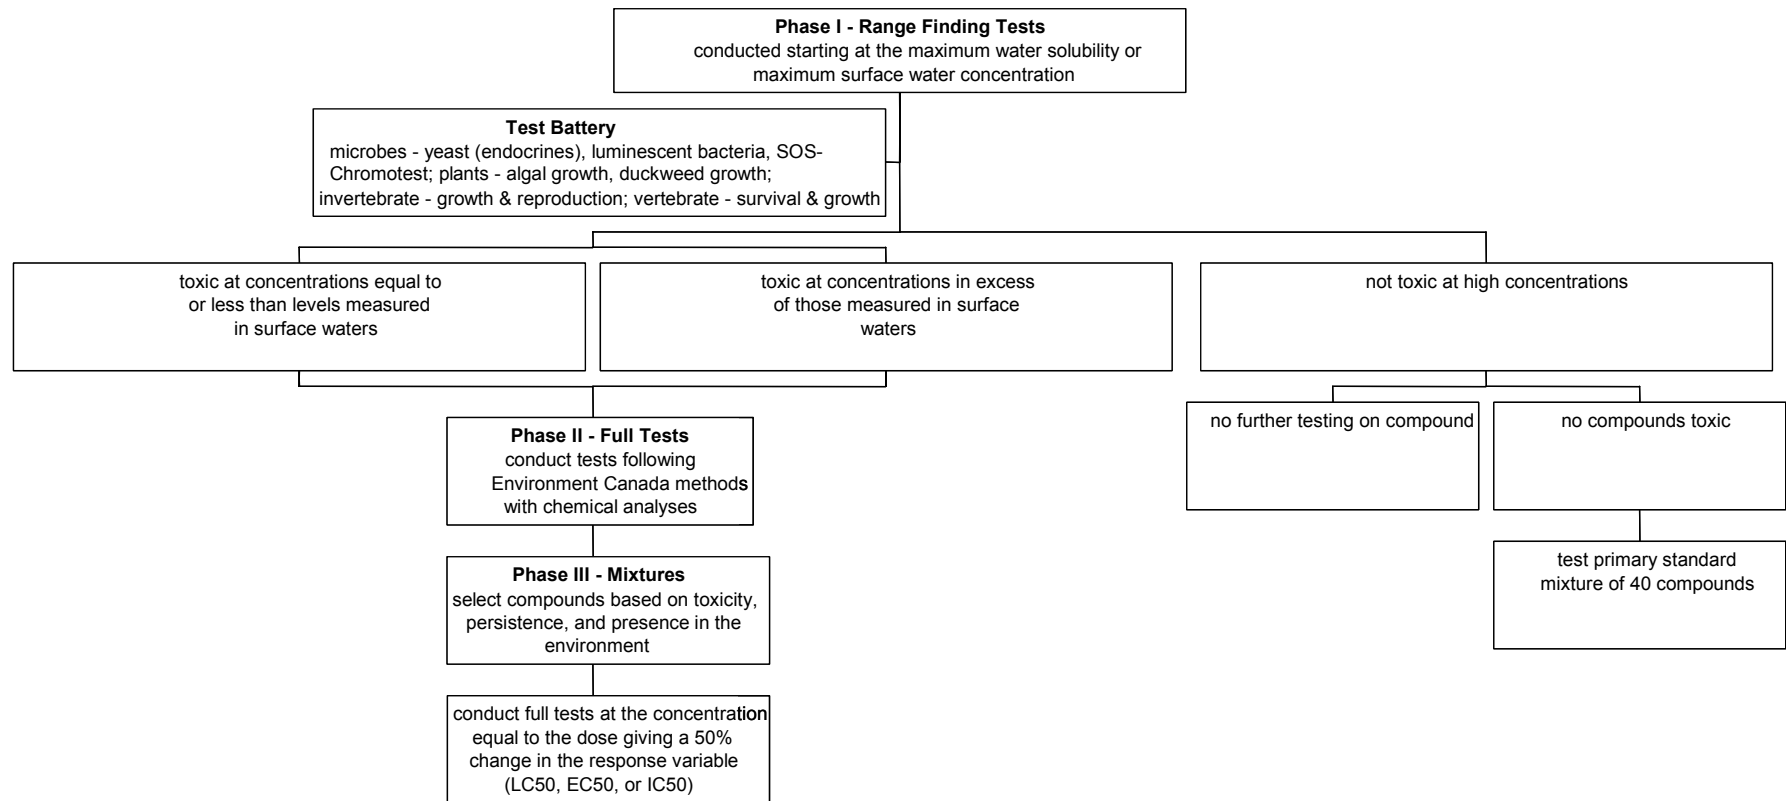 Phase I - Range Finding Tests
conducted starting at the maximum water solubility or
maximum surface water concentration
Test Battery
microbes - yeast (endocrines), luminescent bacteria, SOS-
Chromotest; plants - algal growth, duckweed growth;
invertebrate - growth & reproduction; vertebrate - survival & growth
toxic at concentrations equal to
or less than levels measured
in surface waters
toxic at concentrations in excess
of those measured in surface
waters
not toxic at high concentrations
no further testing on compound
no compounds toxic
Phase II - Full Tests
conduct tests following
Environment Canada methods
with chemical analyses
test primary standard
mixture of 40 compounds
Phase III - Mixtures
select compounds based on toxicity,
persistence, and presence in the
environment
conduct full tests at the concentration
equal to the dose giving a 50%
change in the response variable
(LC50, EC50, or IC50)